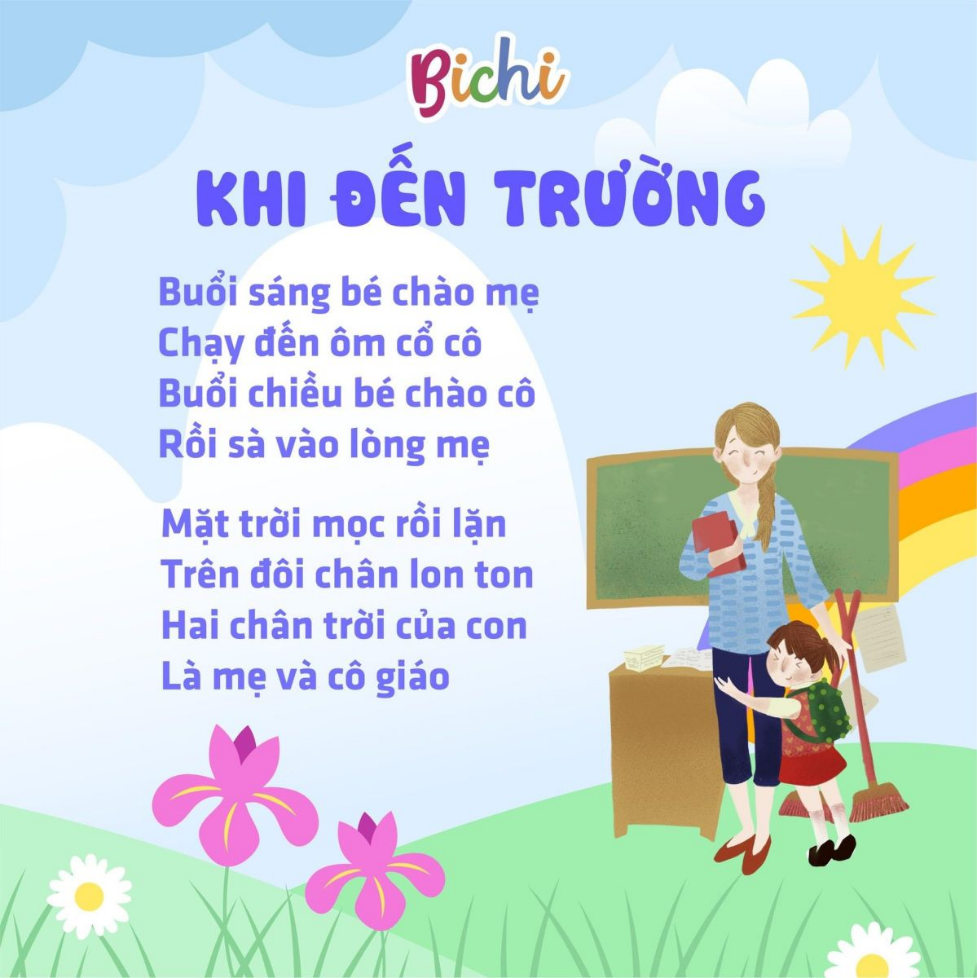 Bichi
KHI ĐẾN TRƯỜNG
Buổi sáng bé chào mẹ
Chạy đến ôm cổ cô
Buổi chiều bé chào cô
Rồi sà vào lòng mẹ
Mặt trời mọc rồi lặn
Trên đôi chân lon ton
Hai chân trời của con
Là mẹ và cô giáo